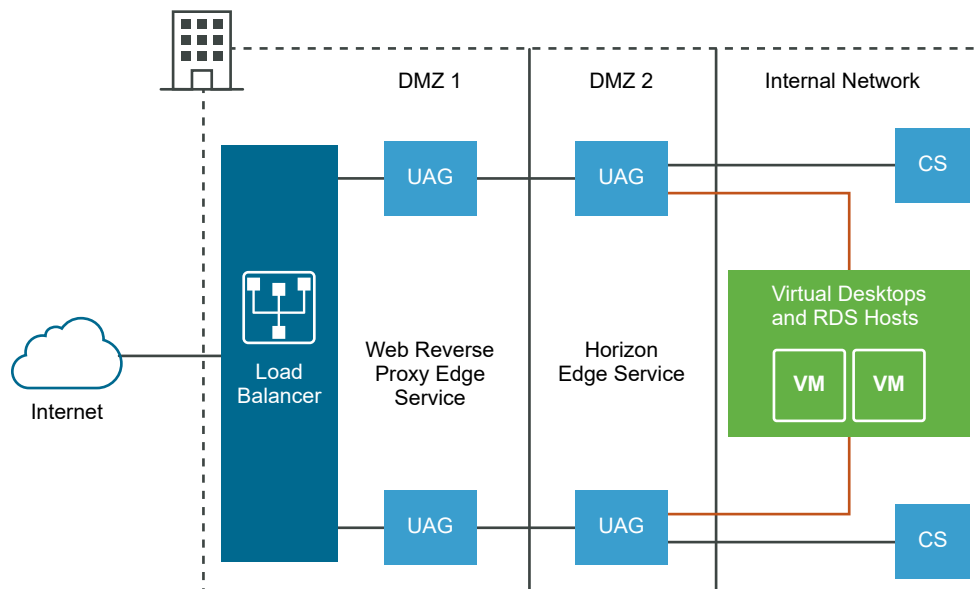 DMZ 1
DMZ 2
Internal Network
UAG
UAG
CS
Virtual Desktops
and RDS Hosts
VM
VM
Internet
Load
Balancer
Web Reverse
Proxy Edge
Service
Horizon
Edge Service
UAG
UAG
CS